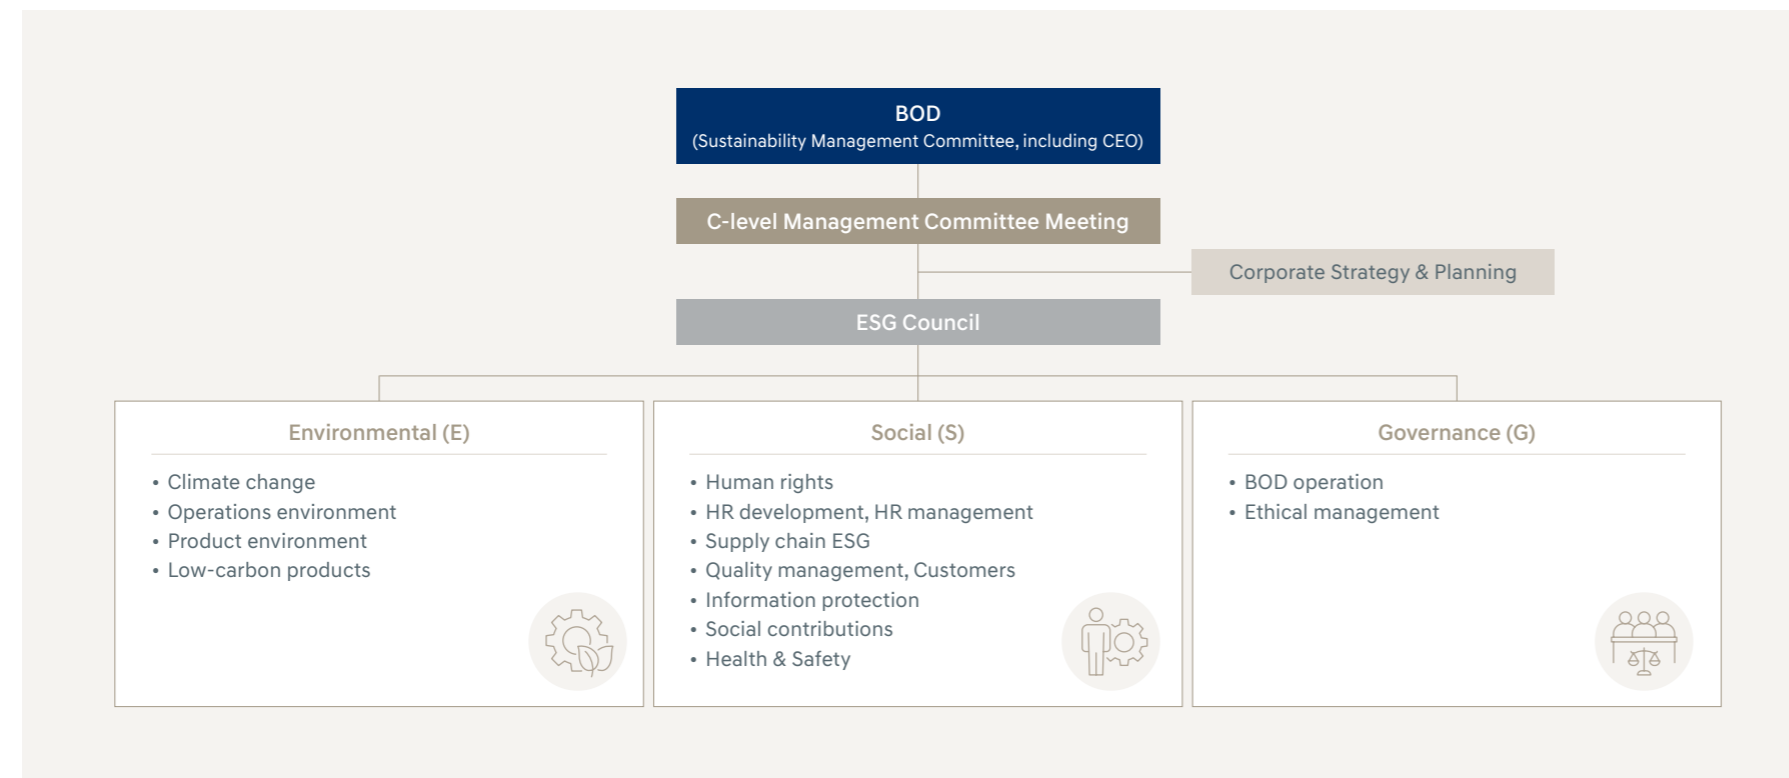 BOD
(Sustainability Management Committee, including CEO)
C-level Management Committee Meeting
Corporate Strategy & Planning
ESG Council
Environmental (E)
• Climate change
• Operations environment
• Product environment
• Low-carbon products
Social (S)
• Human rights
• HR development, HR management
• Supply chain ESG
• Quality management, Customers
• Information protection
• Social contributions
• Health & Safety
Governance (G)
• BOD operation
• Ethical management